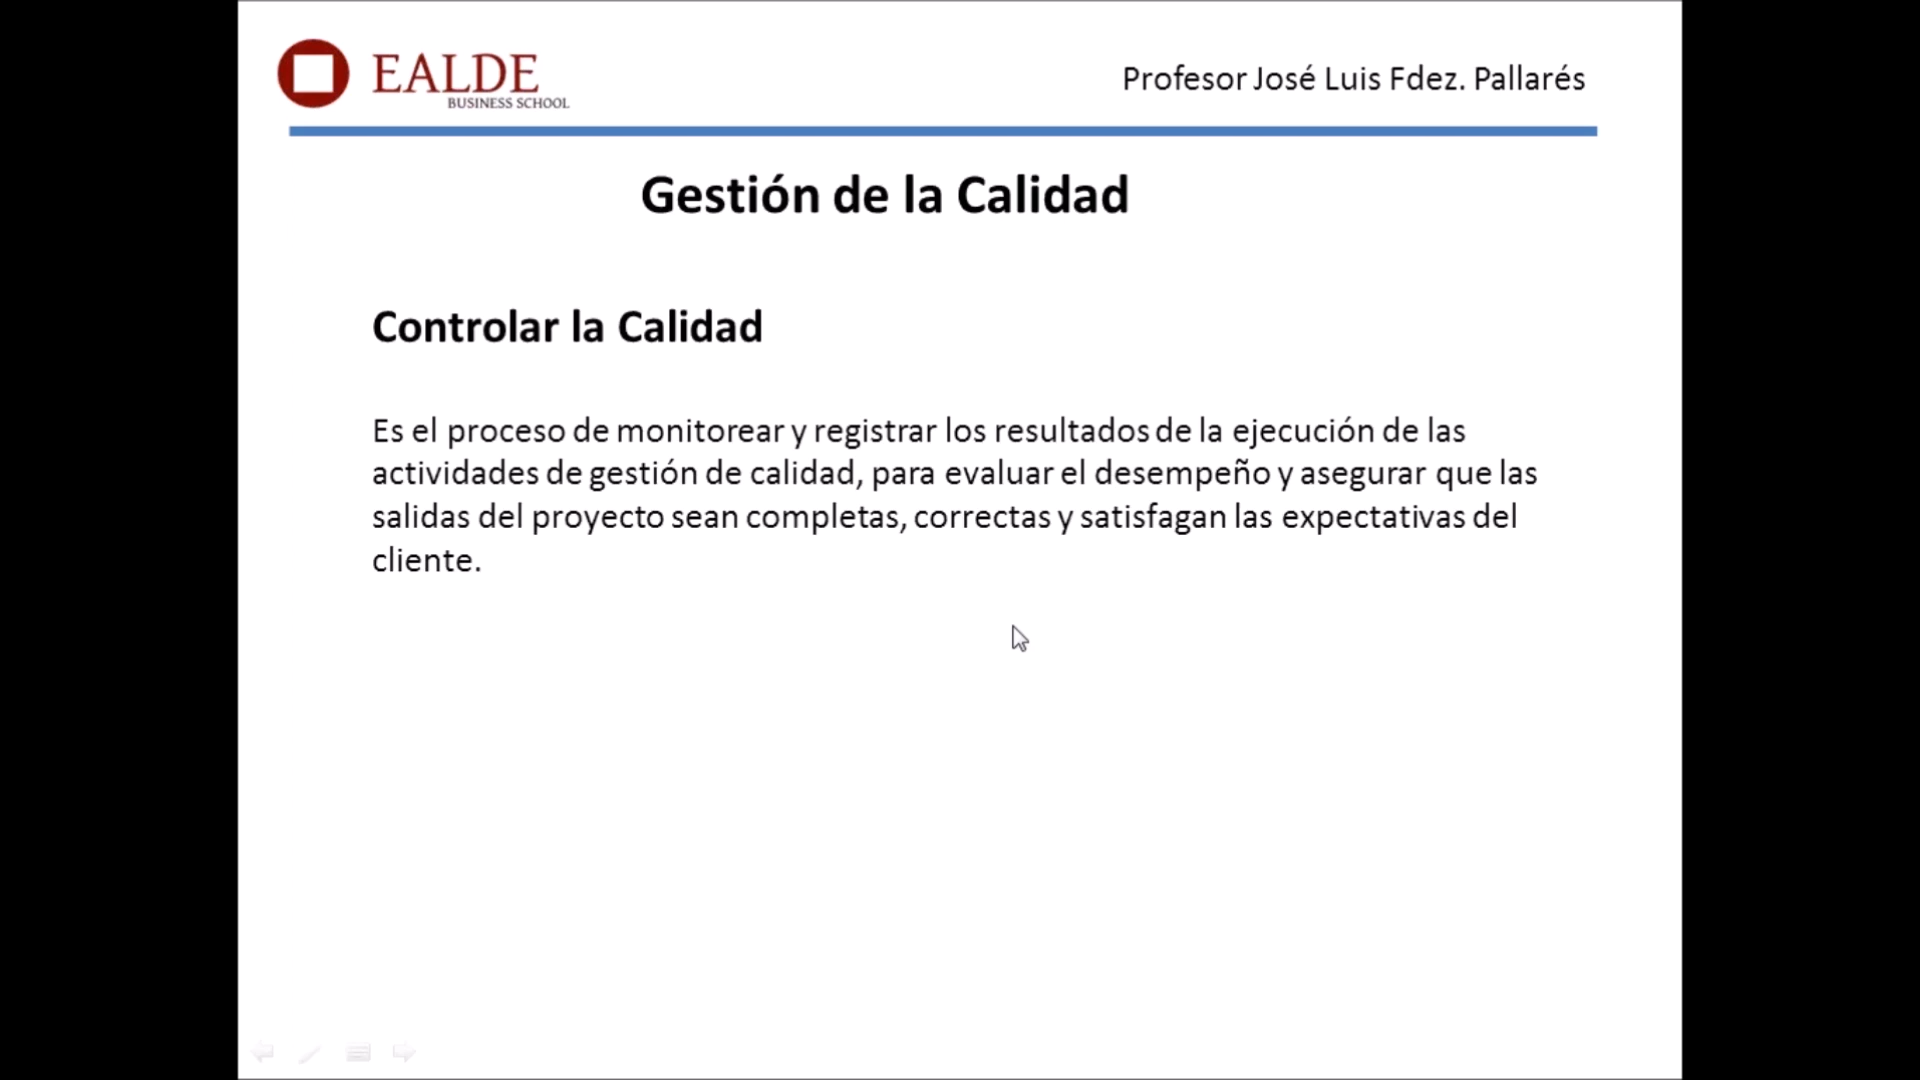 EALDE
BUSINESS SCHOOL
Profesor José Luis Fdez. Pallarés
Gestión de la Calidad
Controlar la Calidad
Es el proceso de monitorear y registrar los resultados de la ejecución de las
actividades de gestión de calidad, para evaluar el desempeño y asegurar que las
salidas del proyecto sean completas, correctas y satisfagan las expectativas del
cliente.